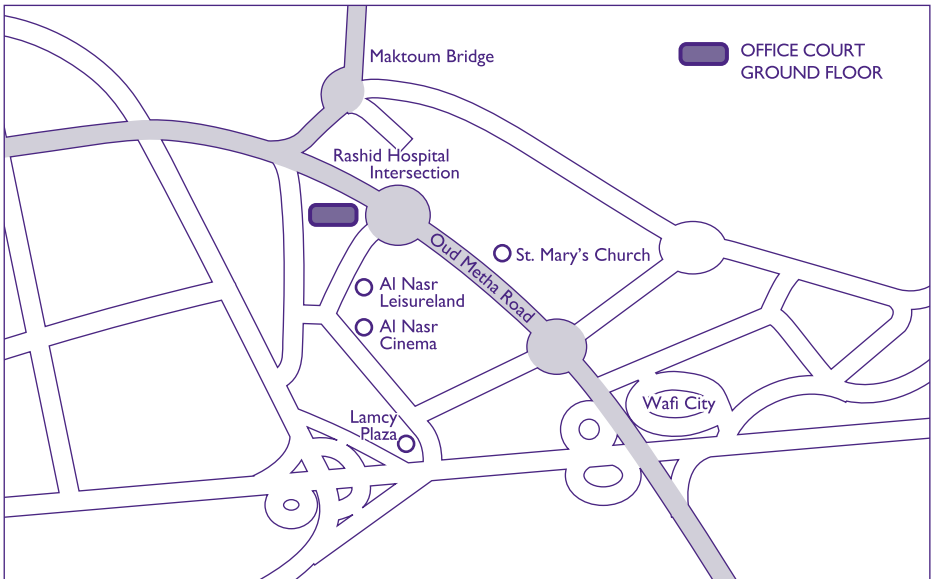 Maktoum Bridge
OFFICE COURT
GROUND FLOOR
Rashid Hospital
Intersection
Oud Metha Road
St. Mary’s Church
Al Nasr
Leisureland
Al Nasr
Cinema
Wafi City
Lamcy
Plaza